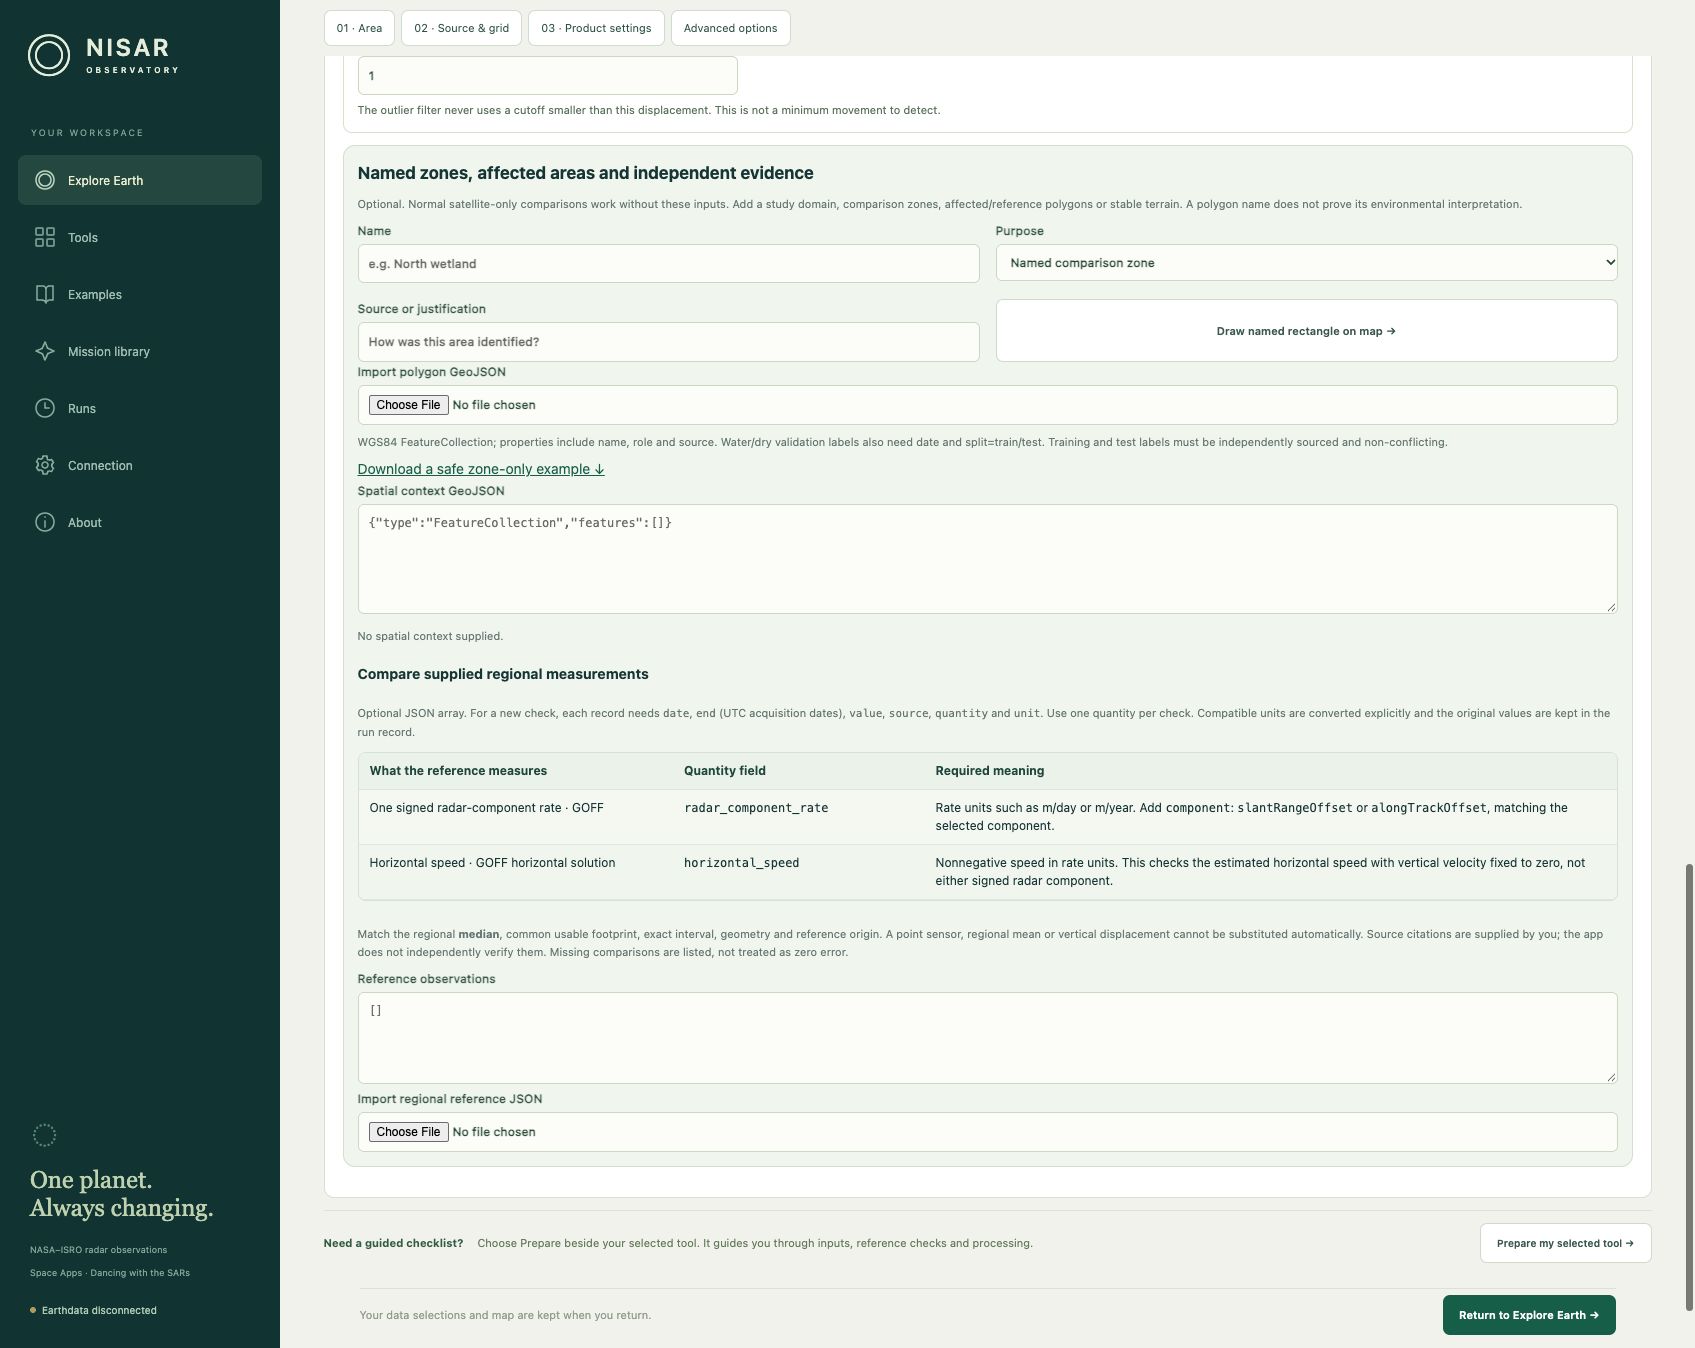 NISAR
OBSERVATORY
YOUR WORKSPACE
Explore Earth
Tools
Examples
Mission library
Runs
Connection
About
One planet.
Always changing.
NASA–ISRO radar observations
Space Apps · Dancing with the SARs
Earthdata disconnected
01 · Area
02 · Source & grid
03 · Product settings
Advanced options
1
The outlier filter never uses a cutoff smaller than this displacement. This is not a minimum movement to detect.
Named zones, affected areas and independent evidence
Optional. Normal satellite-only comparisons work without these inputs. Add a study domain, comparison zones, affected/reference polygons or stable terrain. A polygon name does not prove its environmental interpretation.
Name
Purpose
e.g. North wetland
Named comparison zone
Source or justification
How was this area identified?
Draw named rectangle on map →
Import polygon GeoJSON
Choose File No file chosen
WGS84 FeatureCollection; properties include name, role and source. Water/dry validation labels also need date and split=train/test. Training and test labels must be independently sourced and non-conflicting.
Download a safe zone-only example ↓
Spatial context GeoJSON
{"type":"FeatureCollection","features":[]}
No spatial context supplied.
Compare supplied regional measurements
Optional JSON array. For a new check, each record needs date, end (UTC acquisition dates), value, source, quantity and unit. Use one quantity per check. Compatible units are converted explicitly and the original values are kept in the
run record.
What the reference measures
Quantity field
Required meaning
One signed radar-component rate · GOFF
radar_component_rate
Rate units such as m/day or m/year. Add component: slantRangeOffset or alongTrackOffset, matching the
selected component.
Horizontal speed · GOFF horizontal solution
horizontal_speed
Nonnegative speed in rate units. This checks the estimated horizontal speed with vertical velocity fixed to zero, not
either signed radar component.
Match the regional median, common usable footprint, exact interval, geometry and reference origin. A point sensor, regional mean or vertical displacement cannot be substituted automatically. Source citations are supplied by you; the app
does not independently verify them. Missing comparisons are listed, not treated as zero error.
Reference observations
[]
Import regional reference JSON
Choose File No file chosen
Need a guided checklist? Choose Prepare beside your selected tool. It guides you through inputs, reference checks and processing.
Prepare my selected tool →
Your data selections and map are kept when you return.
Return to Explore Earth →